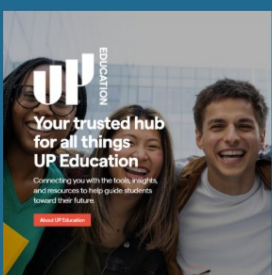 UP
EDUCATION
Your trusted hub
for all things
UP Education
Connecting you with the tools, insights,
and resources to help guide students
toward their future.
About UP Education